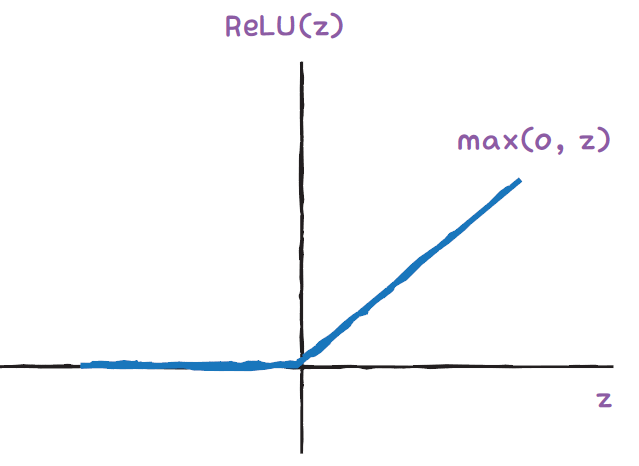 ReLU(z)
max(0, z)
z